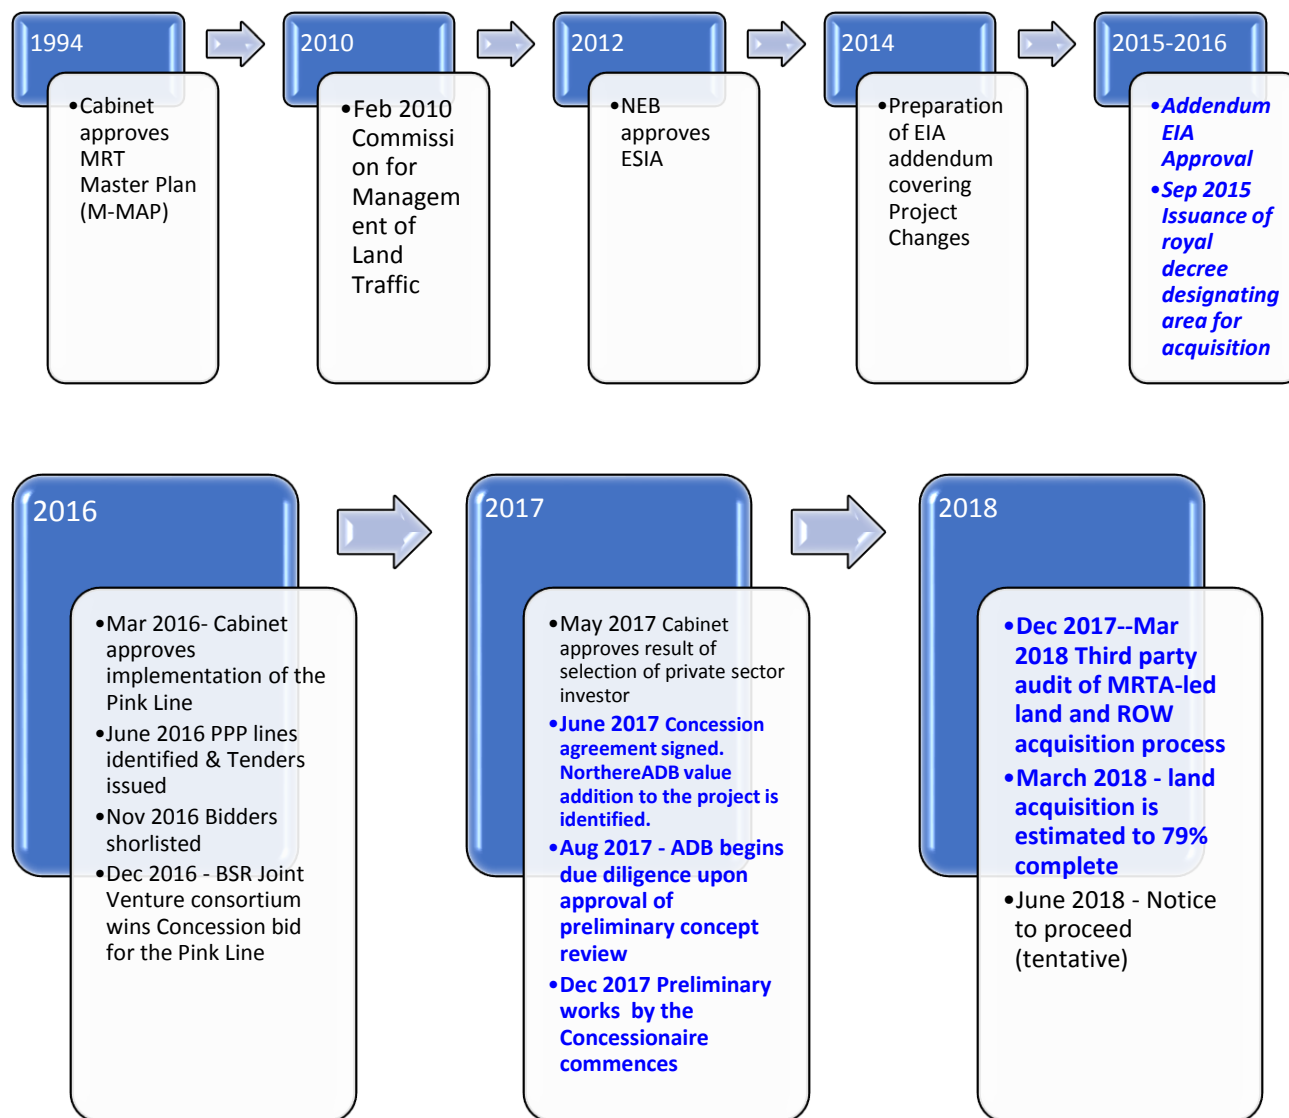 1994
•Cabinet
approves
MRT
Master Plan
(M-MAP)
2010
•Feb 2010
Commissi
on for
Managem
ent of
Land
Traffic
2012
•NEB
approves
ESIA
2014
•Preparation
of EIA
addendum
covering
Project
Changes
2015-2016
•Addendum
EIA
Approval
•Sep 2015
Issuance of
royal
decree
designating
area for
acquisition
2016
•Mar 2016- Cabinet
approves
implementation of the
Pink Line
•June 2016 PPP lines
identified & Tenders
issued
•Nov 2016 Bidders
shorlisted
•Dec 2016 - BSR Joint
Venture consortium
wins Concession bid
for the Pink Line
2017
•May 2017 Cabinet
approves result of
selection of private sector
investor
•June 2017 Concession
agreement signed.
NorthereADB value
addition to the project is
identified.
•Aug 2017 - ADB begins
due diligence upon
approval of
preliminary concept
review
•Dec 2017 Preliminary
works by the
Concessionaire
commences
2018
•Dec 2017--Mar
2018 Third party
audit of MRTA-led
land and ROW
acquisition process
•March 2018 - land
acquisition is
estimated to 79%
complete
•June 2018 - Notice
to proceed
(tentative)